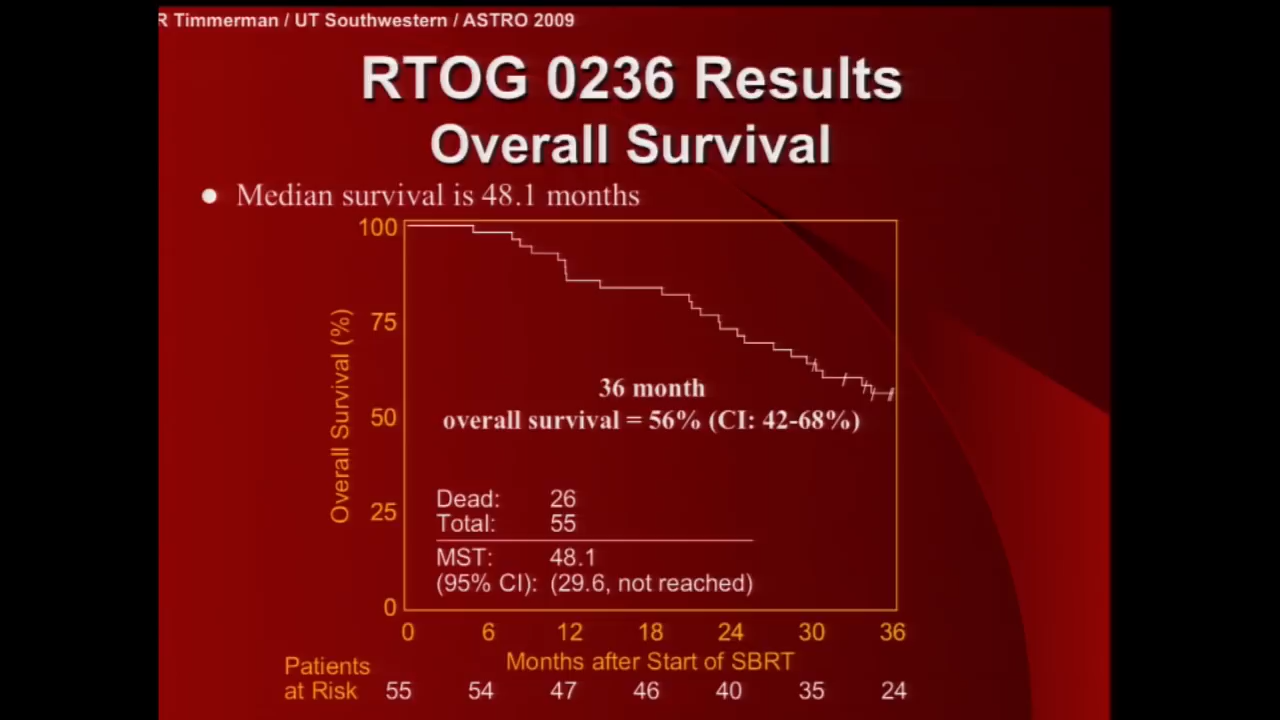 R Timmerman / UT Southwestern / ASTRO 2009
RTOG 0236 Results
Overall Survival
● Median survival is 48.1 months
100
75
50
25
0
Overall Survival (%)
36 month
overall survival = 56% (CI: 42-68%)
Dead: 26
Total: 55
MST: 48.1
(95% CI): (29.6, not reached)
0 6 12 18 24 30 36
Months after Start of SBRT
Patients
at Risk 55 54 47 46 40 35 24